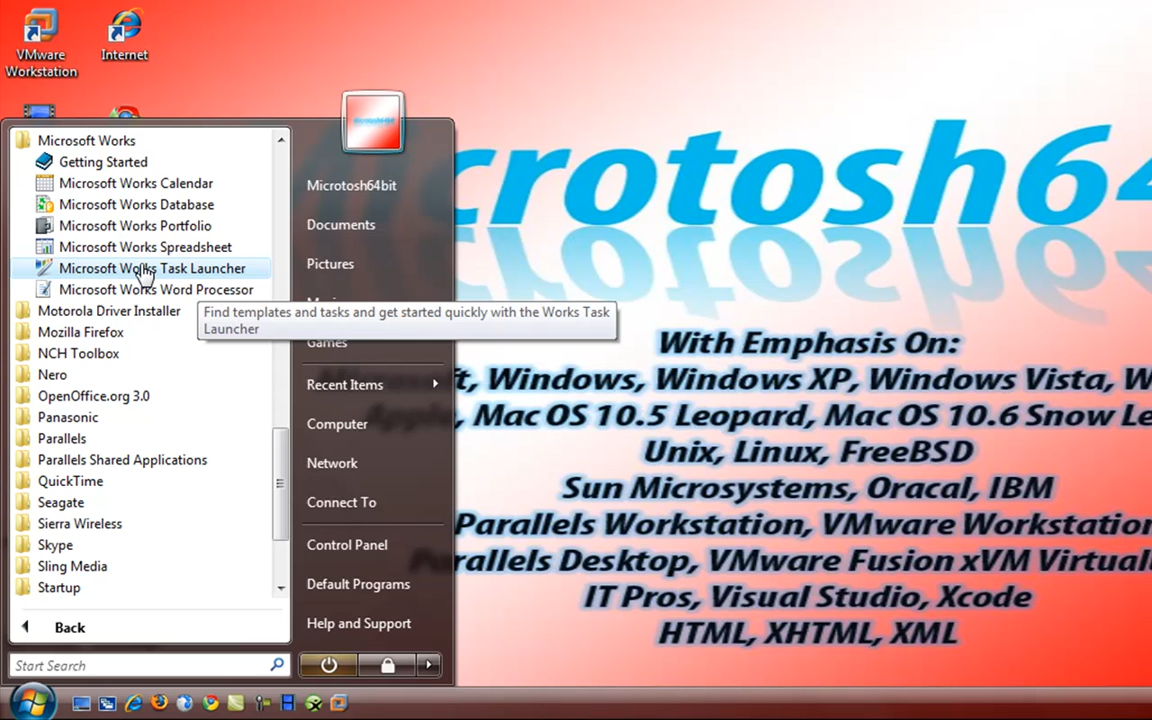 VMware
Workstation
Internet
Microsoft Works
Getting Started
Microsoft Works Calendar
Microsoft Works Database
Microsoft Works Portfolio
Microsoft Works Spreadsheet
Microsoft Works Task Launcher
Microsoft Works Word Processor
Motorola Driver Installer
Mozilla Firefox
NCH Toolbox
Nero
OpenOffice.org 3.0
Panasonic
Parallels
Parallels Shared Applications
QuickTime
Seagate
Sierra Wireless
Skype
Sling Media
Startup
Back
Start Search
Find templates and tasks and get started quickly with the Works Task
Launcher
Microtosh64bit
Documents
Pictures
Games
Recent Items
Computer
Network
Connect To
Control Panel
Default Programs
Help and Support
crotosh64
With Emphasis On:
t, Windows, Windows XP, Windows Vista, W
Apple, Mac OS 10.5 Leopard, Mac OS 10.6 Snow Le
Unix, Linux, FreeBSD
Sun Microsystems, Oracal, IBM
Parallels Workstation, VMware Workstation
Parallels Desktop, VMware Fusion xVM Virtual
IT Pros, Visual Studio, Xcode
HTML, XHTML, XML